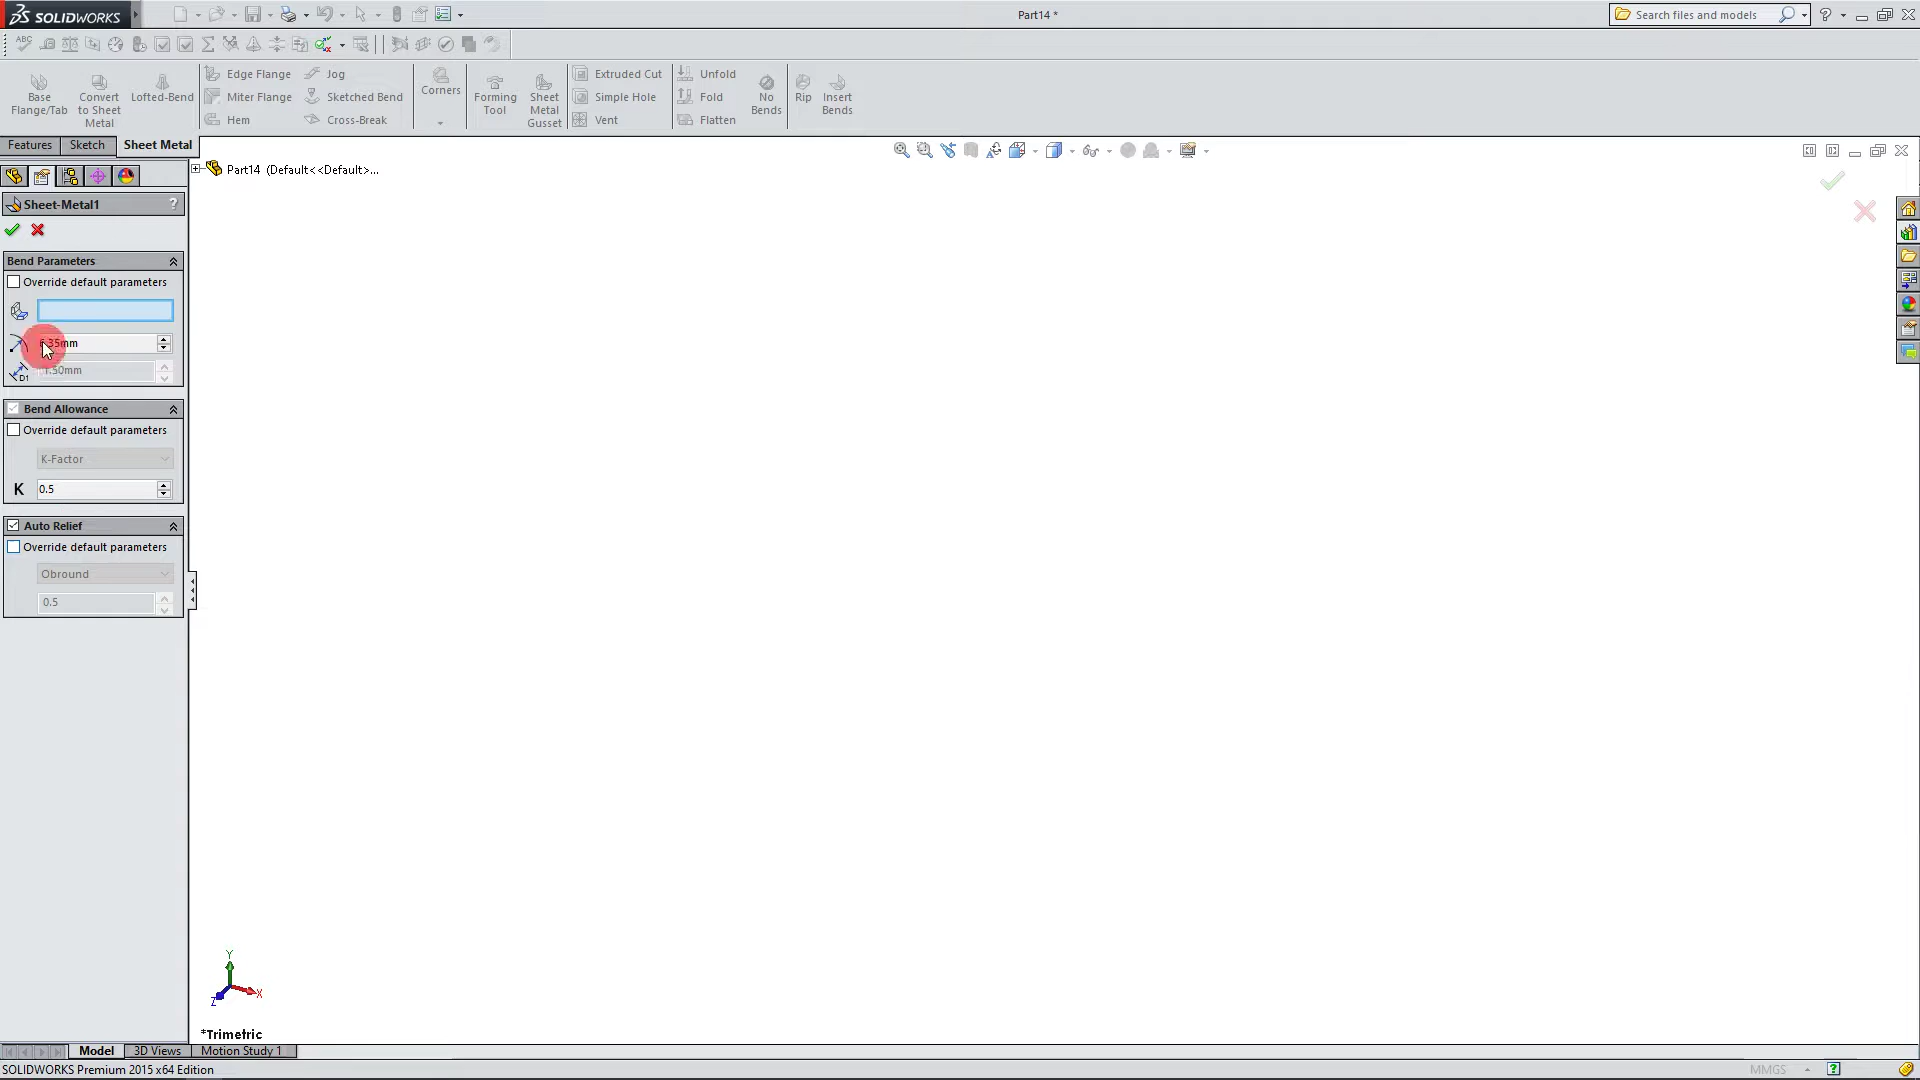 SOLIDWORKS
Part14 *
Search files and models
?
Base Flange/Tab
Convert to Sheet Metal
Lofted-Bend
Edge Flange
Miter Flange
Hem
Jog
Sketched Bend
Cross-Break
Corners
Forming Tool
Sheet Metal Gusset
Extruded Cut
Simple Hole
Vent
Unfold
Fold
Flatten
No Bends
Rip
Insert Bends
Features
Sketch
Sheet Metal
Part14 (Default<<Default>...
Sheet-Metal1
?
Bend Parameters
Override default parameters
D1
Bend Allowance
Override default parameters
K-Factor
K
0.5
Auto Relief
Override default parameters
Obround
0.5
Y
X
Z
*Trimetric
Model
3D Views
Motion Study 1
SOLIDWORKS Premium 2015 x64 Edition
MMGS
?